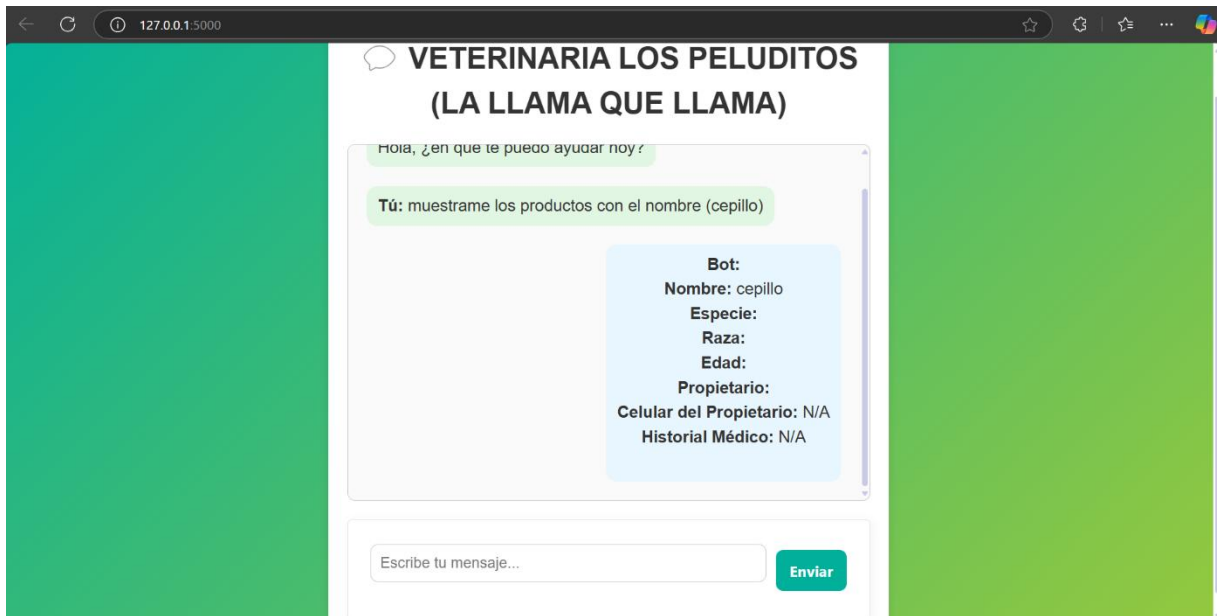 127.0.0.1:5000
VETERINARIA LOS PELUDITOS
(LA LLAMA QUE LLAMA)
Hola, ¿en que te puedo ayudar hoy?
Tú: muestrame los productos con el nombre (cepillo)
Bot:
Nombre: cepillo
Especie:
Raza:
Edad:
Propietario:
Celular del Propietario: N/A
Historial Médico: N/A
Escribe tu mensaje...
Enviar